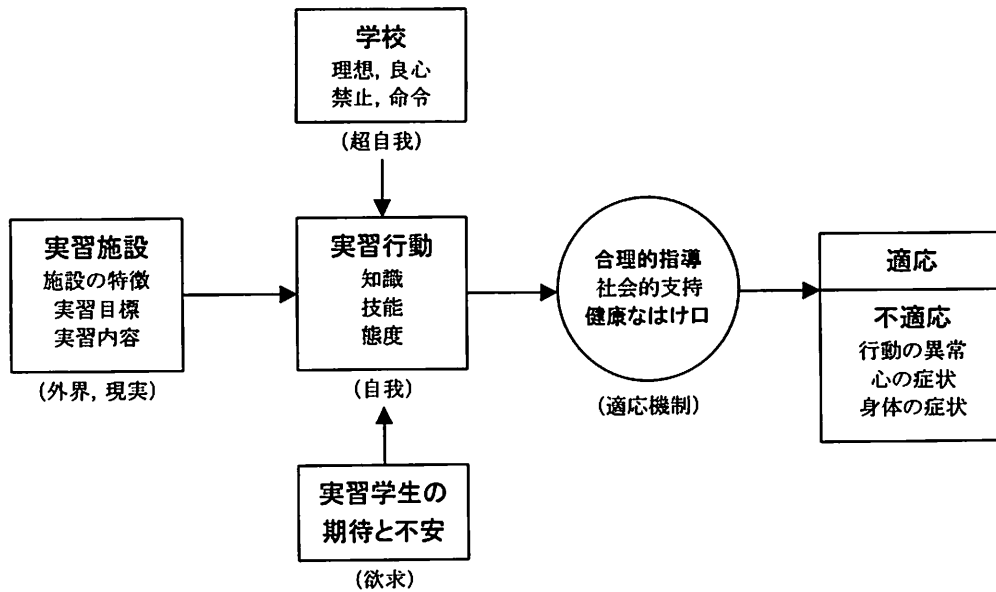 学校
理想, 良心
禁止, 命令
(超自我)
実習施設
施設の特徴
実習目標
実習内容
(外界, 現実)
実習行動
知識
技能
態度
(自我)
実習学生の
期待と不安
(欲求)
合理的指導
社会的支持
健康なはけ口
(適応機制)
適応
不適応
行動の異常
心の症状
身体の症状